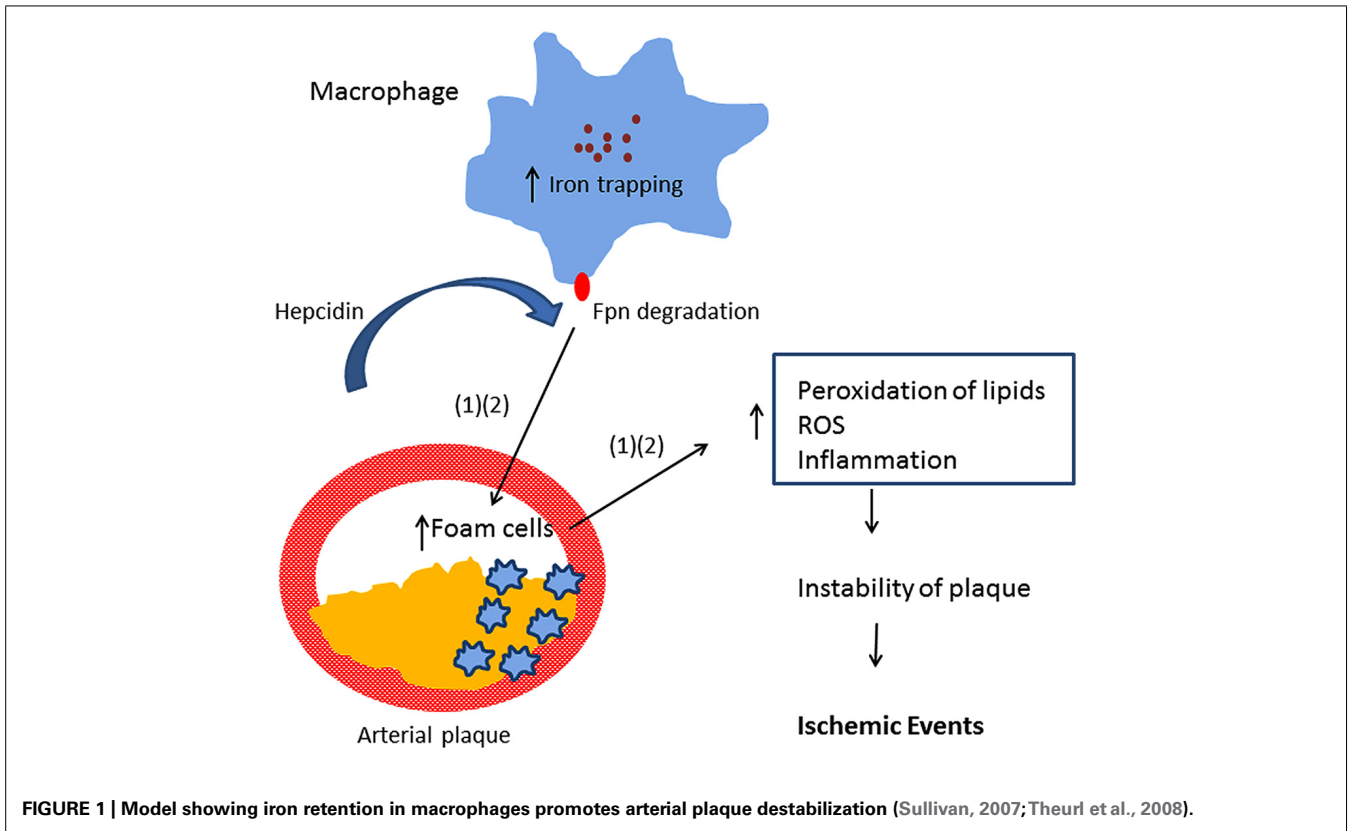 Macrophage
↑ Iron trapping
Hepcidin
Fpn degradation
(1)(2)
(1)(2)
↑ Peroxidation of lipids
ROS
Inflammation
↑Foam cells
Instability of plaque
Arterial plaque
Ischemic Events
FIGURE 1 | Model showing iron retention in macrophages promotes arterial plaque destabilization (Sullivan, 2007; Theurl et al., 2008).